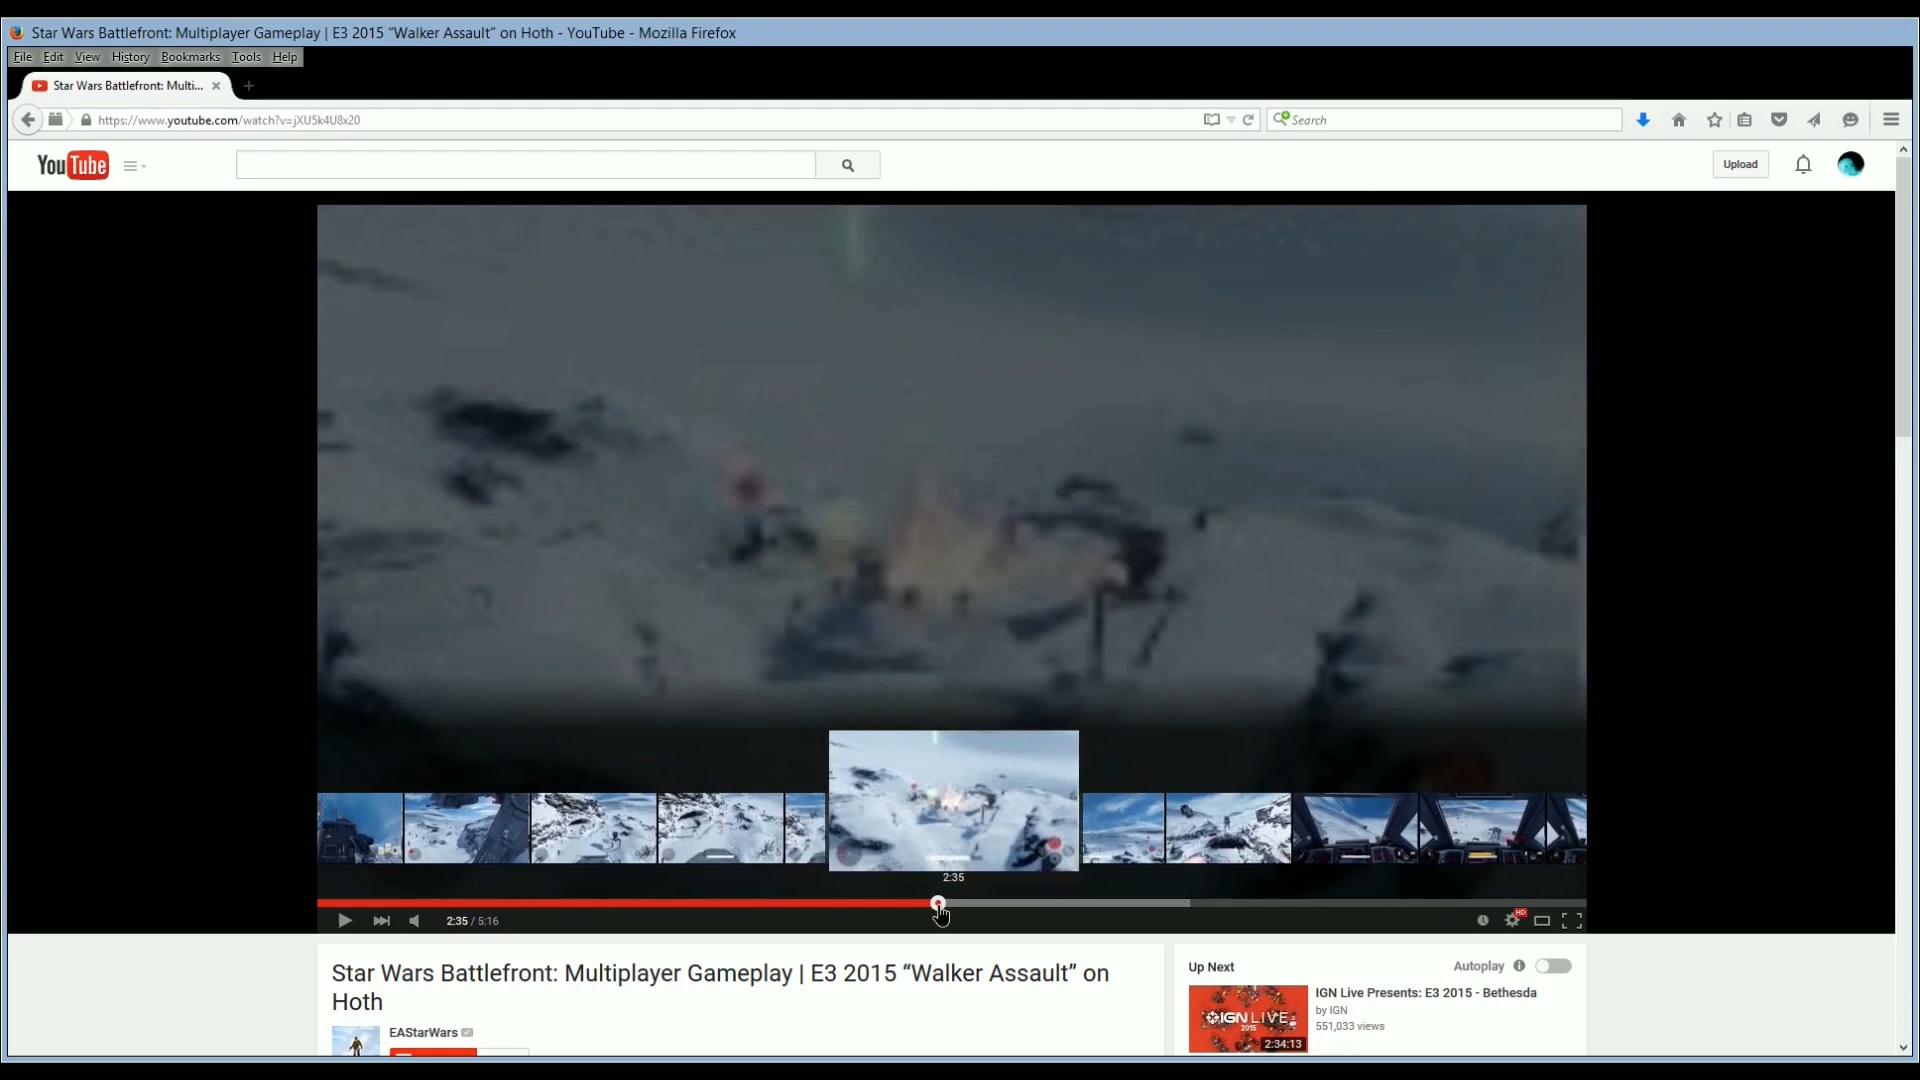 Star Wars Battlefront: Multiplayer Gameplay | E3 2015 “Walker Assault” on Hoth - YouTube - Mozilla Firefox
File Edit View History Bookmarks Tools Help
Star Wars Battlefront: Multi...
https://www.youtube.com/watch?v=jXU5k4U8x20
Search
YouTube
Upload
2:35
2:35 / 5:16
HD
Star Wars Battlefront: Multiplayer Gameplay | E3 2015 “Walker Assault” on
Hoth
EAStarWars
Up Next
Autoplay
IGN Live Presents: E3 2015 - Bethesda
by IGN
551,033 views
IGN LIVE
2015
2:34:13